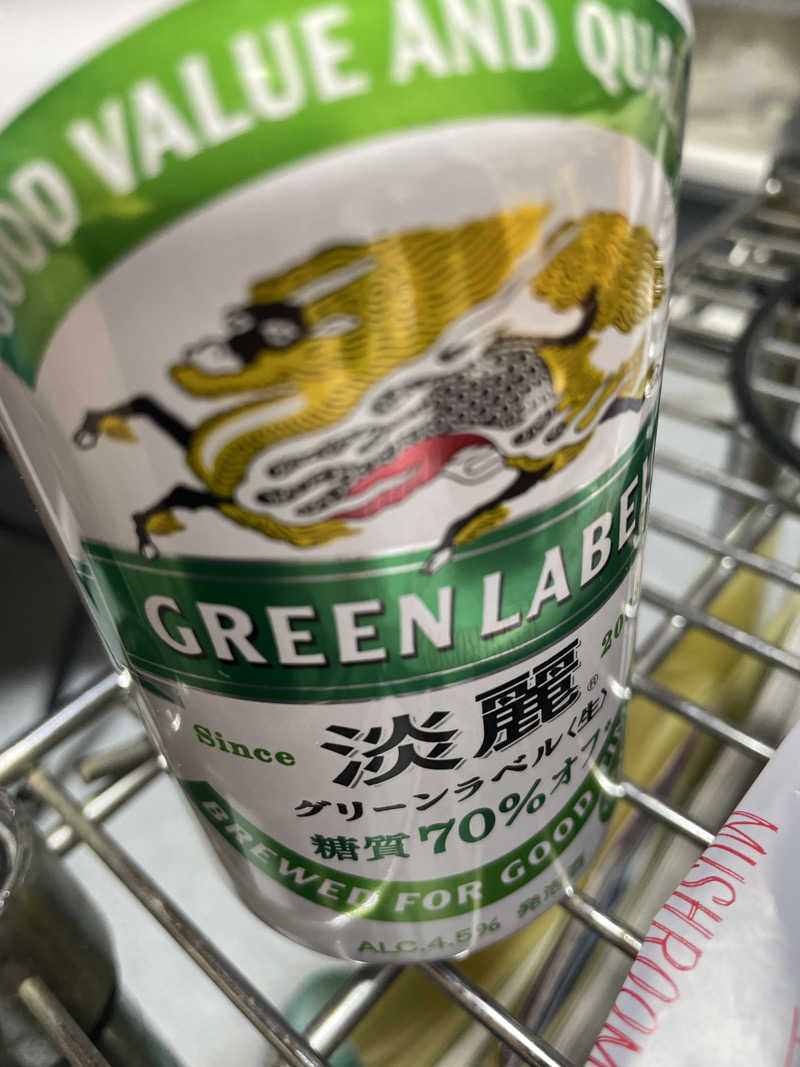 GOOD VALUE AND QUA
GREEN LABEL
Since
20
淡麗®
グリーンラベル〈生〉
糖質70%オフ
BREWED FOR GOOD
ALC.4.5% 発泡酒
MUSHROOM